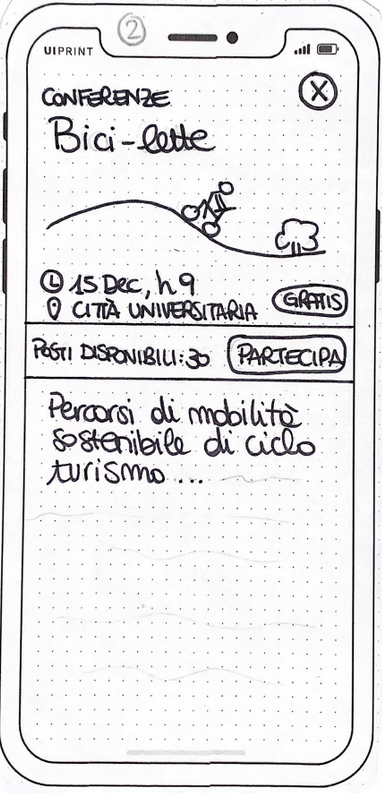 2
UIPRINT
CONFERENZE
X
Bici-lette
15 Dec, h 9
CITTÀ UNIVERSITARIA
GRATIS
POSTI DISPONIBILI: 30
PARTECIPA
Percorsi di mobilità
sostenibile di ciclo
turismo ...